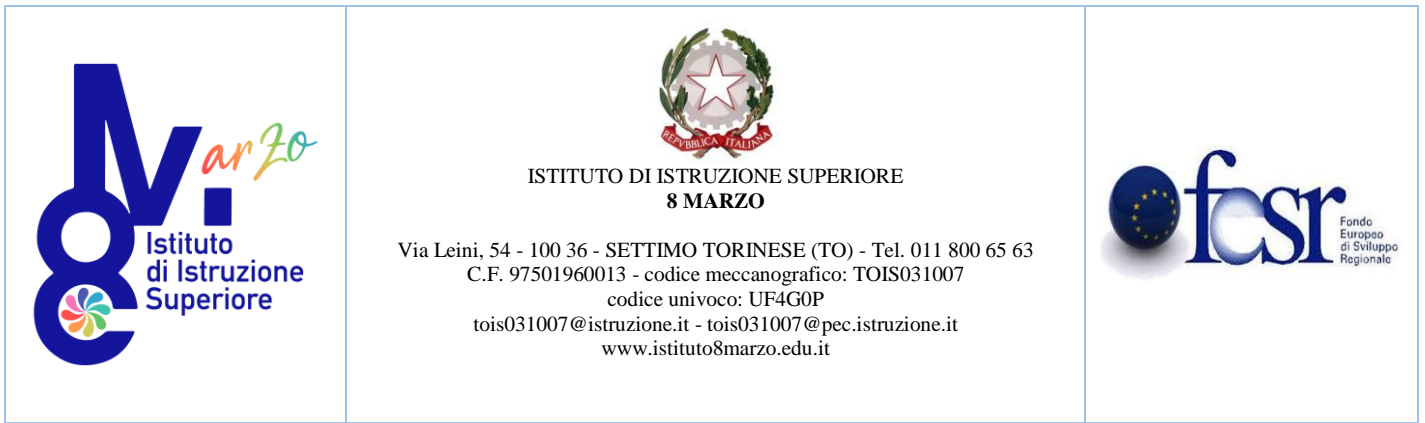 M. arzo
8
Istituto
di Istruzione
Superiore
REPVBBLICA ITALIANA
ISTITUTO DI ISTRUZIONE SUPERIORE
8 MARZO
Via Leini, 54 - 100 36 - SETTIMO TORINESE (TO) - Tel. 011 800 65 63
C.F. 97501960013 - codice meccanografico: TOIS031007
codice univoco: UF4G0P
tois031007@istruzione.it - tois031007@pec.istruzione.it
www.istituto8marzo.edu.it
fesr
Fondo
Europeo
di Sviluppo
Regionale